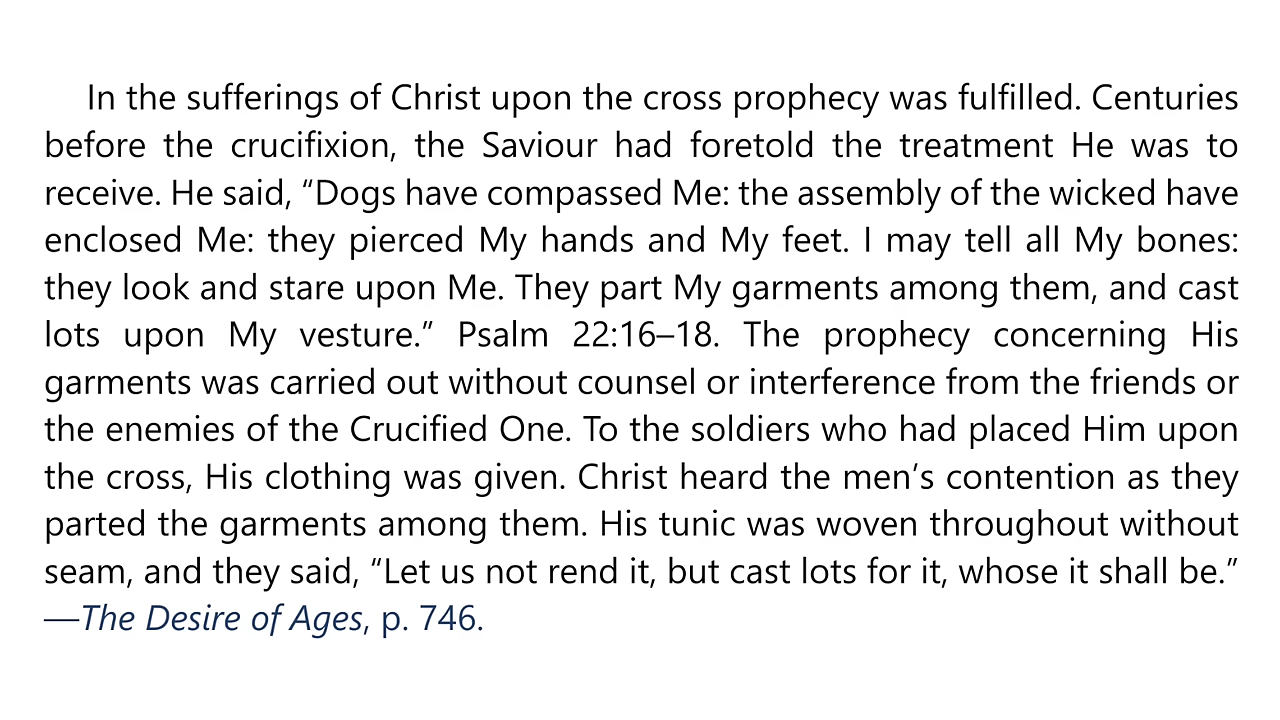 In the sufferings of Christ upon the cross prophecy was fulfilled. Centuries
before the crucifixion, the Saviour had foretold the treatment He was to
receive. He said, “Dogs have compassed Me: the assembly of the wicked have
enclosed Me: they pierced My hands and My feet. I may tell all My bones:
they look and stare upon Me. They part My garments among them, and cast
lots upon My vesture.” Psalm 22:16–18. The prophecy concerning His
garments was carried out without counsel or interference from the friends or
the enemies of the Crucified One. To the soldiers who had placed Him upon
the cross, His clothing was given. Christ heard the men’s contention as they
parted the garments among them. His tunic was woven throughout without
seam, and they said, “Let us not rend it, but cast lots for it, whose it shall be.”
—The Desire of Ages, p. 746.